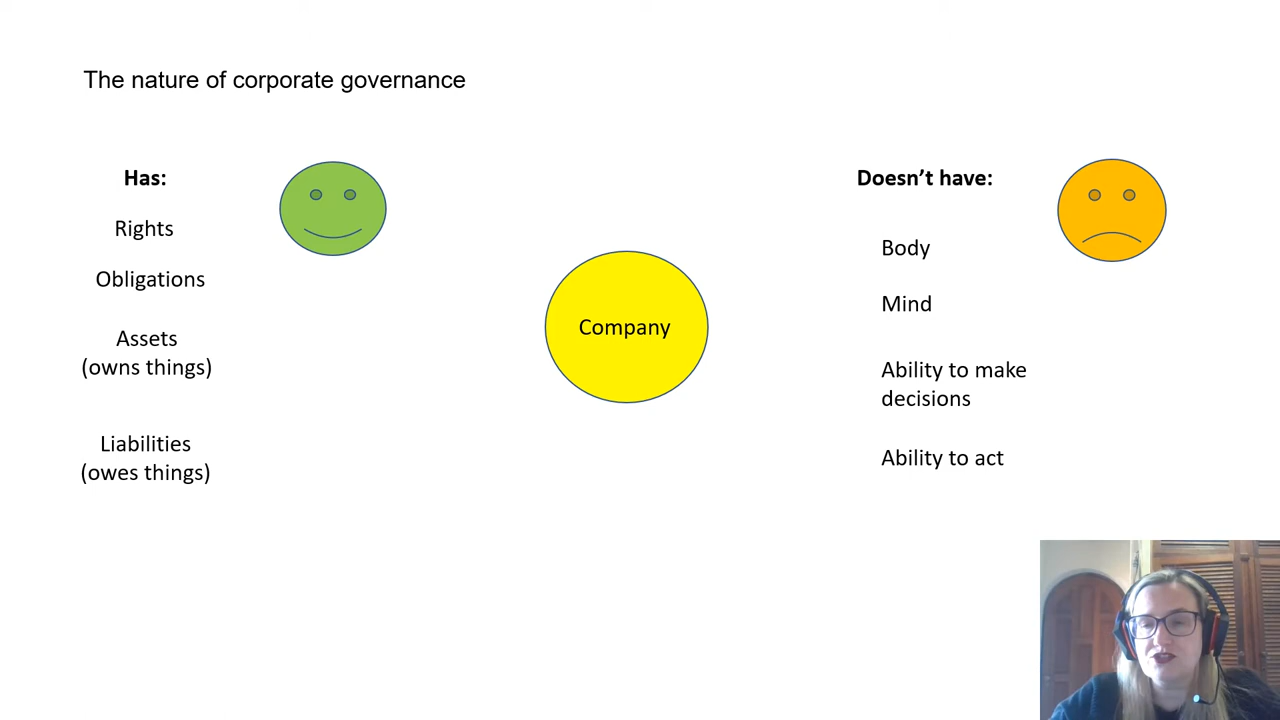 The nature of corporate governance
Has:
Rights
Obligations
Assets
(owns things)
Liabilities
(owes things)
Company
Doesn’t have:
Body
Mind
Ability to make
decisions
Ability to act